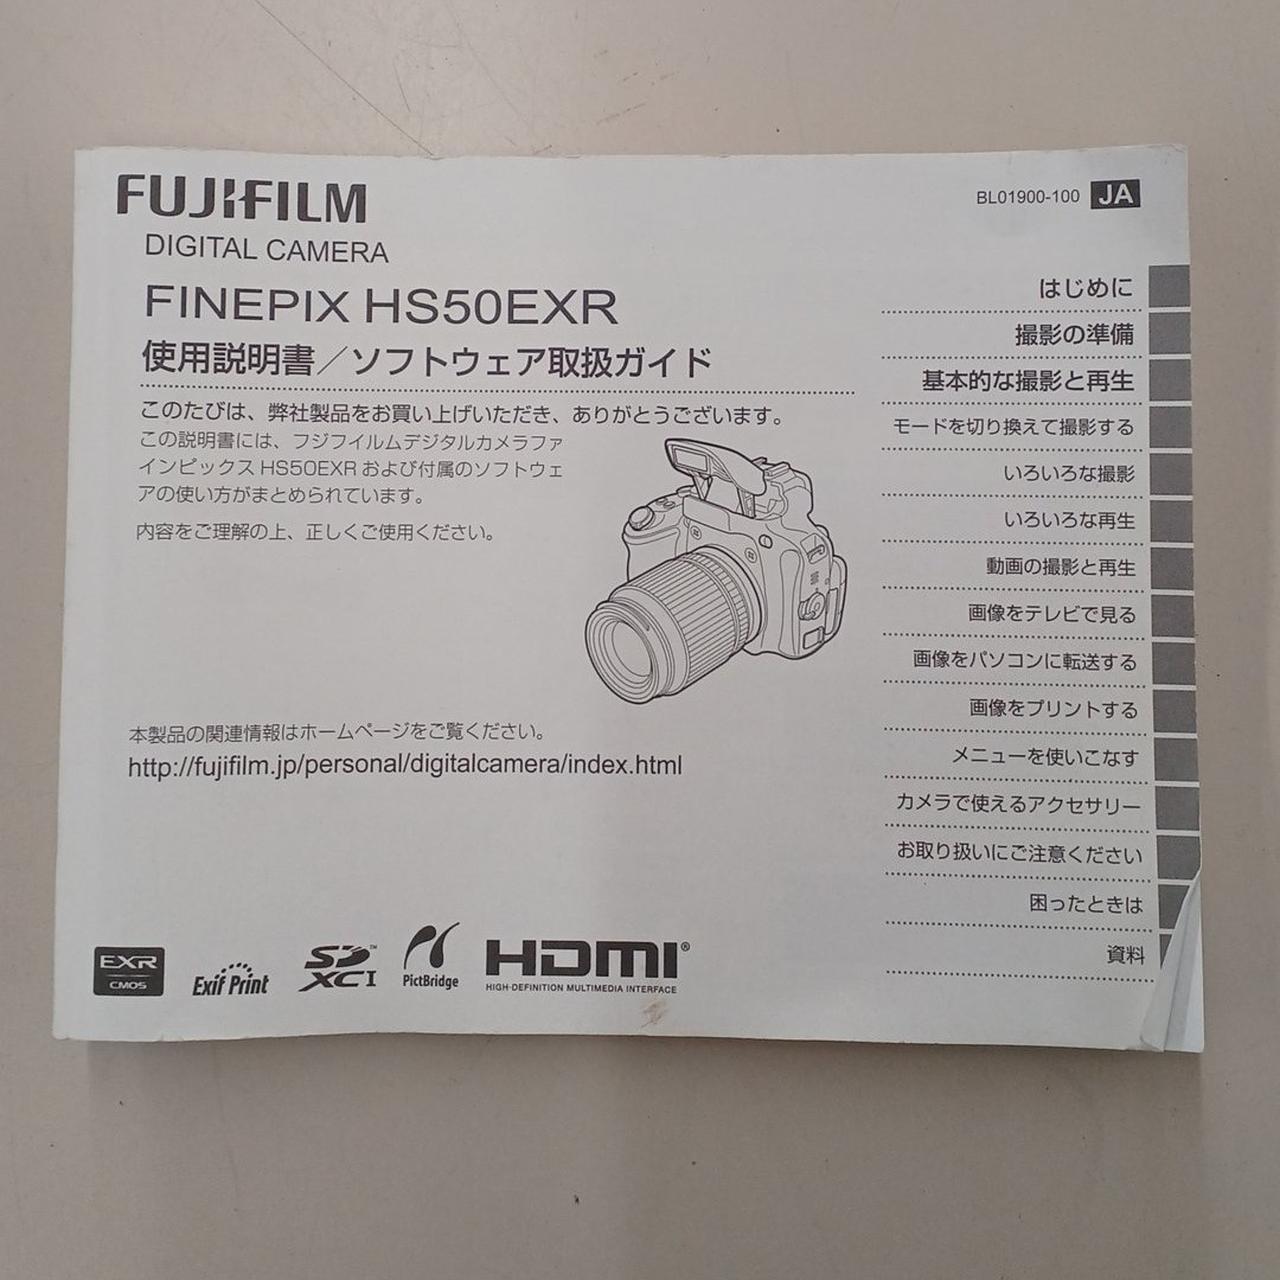 FUJIFILM
DIGITAL CAMERA
FINEPIX HS50EXR
使用説明書／ソフトウェア取扱ガイド
このたびは、弊社製品をお買い上げいただき、ありがとうございます。
この説明書には、フジフイルムデジタルカメラファ
インピックス HS50EXR および付属のソフトウェ
アの使い方がまとめられています。
内容をご理解の上、正しくご使用ください。
本製品の関連情報はホームページをご覧ください。
http://fujifilm.jp/personal/digitalcamera/index.html
EXR
CMOS
Exif Print
SD
XC I
™
PictBridge
HDMI®
HIGH-DEFINITION MULTIMEDIA INTERFACE
BL01900-100 JA
はじめに
撮影の準備
基本的な撮影と再生
モードを切り換えて撮影する
いろいろな撮影
いろいろな再生
動画の撮影と再生
画像をテレビで見る
画像をパソコンに転送する
画像をプリントする
メニューを使いこなす
カメラで使えるアクセサリー
お取り扱いにご注意ください
困ったときは
資料